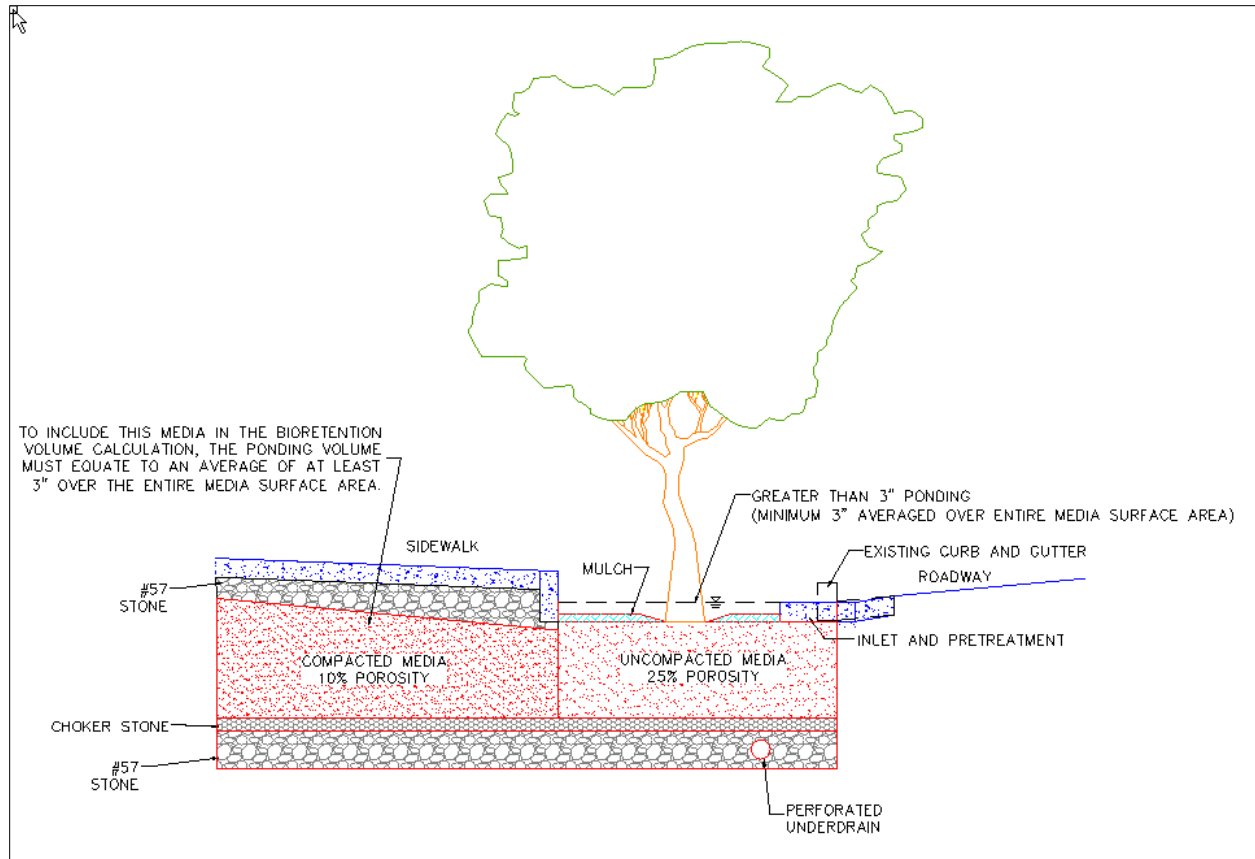 TO INCLUDE THIS MEDIA IN THE BIORETENTION
VOLUME CALCULATION, THE PONDING VOLUME
MUST EQUATE TO AN AVERAGE OF AT LEAST
3" OVER THE ENTIRE MEDIA SURFACE AREA.
GREATER THAN 3" PONDING
(MINIMUM 3" AVERAGED OVER ENTIRE MEDIA SURFACE AREA)
SIDEWALK
EXISTING CURB AND GUTTER
MULCH
ROADWAY
#57
STONE
INLET AND PRETREATMENT
COMPACTED MEDIA
10% POROSITY
UNCOMPACTED MEDIA
25% POROSITY
CHOKER STONE
#57
STONE
PERFORATED
UNDERDRAIN